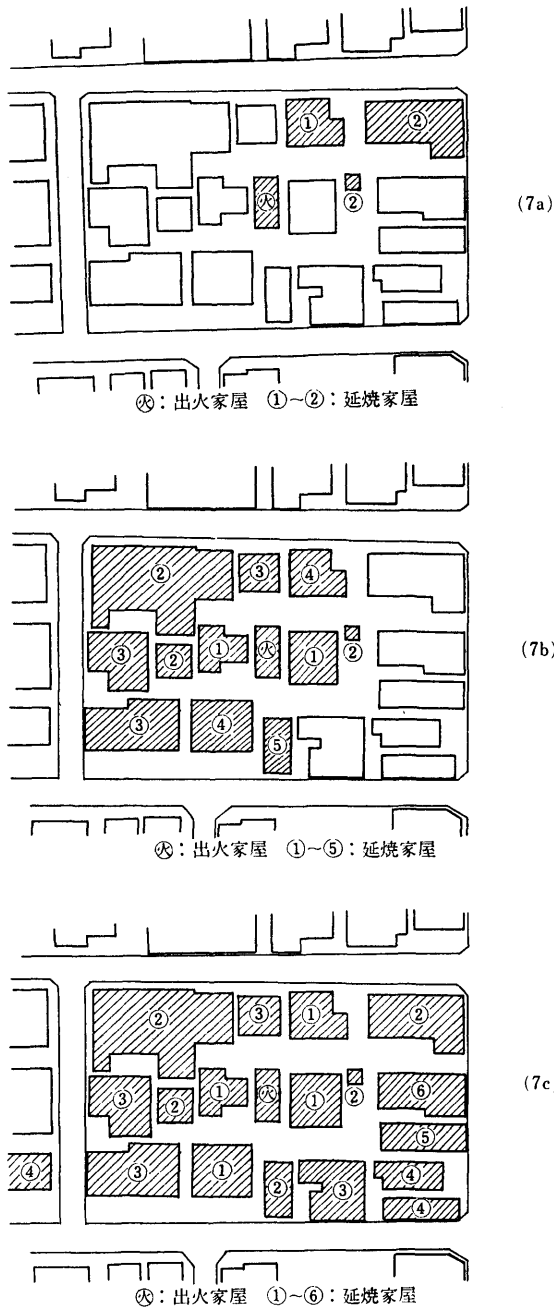 ① ②
火 ②
(7a)
火：出火家屋 ①～②：延焼家屋
② ③ ④
③ ② ① 火 ① ②
③ ④ ⑤
(7b)
火：出火家屋 ①～⑤：延焼家屋
② ③ ① ②
③ ② ① 火 ① ② ⑥
⑤
④ ③ ① ② ③ ④
④
(7c)
火：出火家屋 ①～⑥：延焼家屋